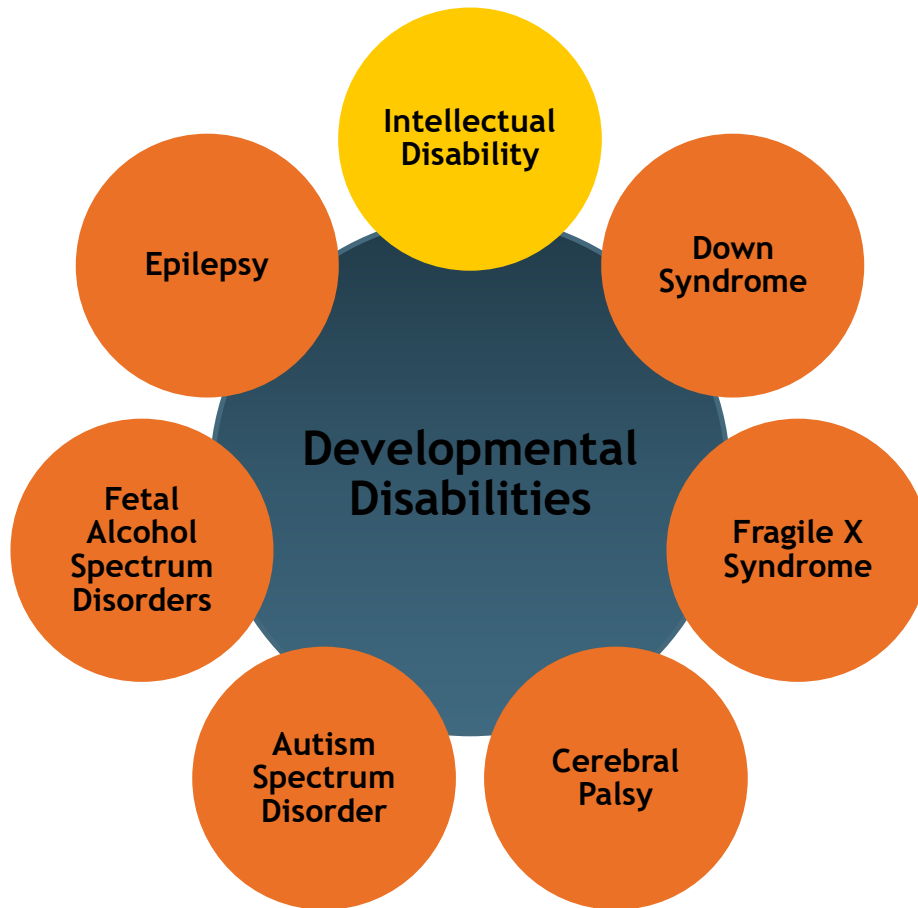 Intellectual
Disability
Down
Syndrome
Fragile X
Syndrome
Cerebral
Palsy
Autism
Spectrum
Disorder
Fetal
Alcohol
Spectrum
Disorders
Epilepsy
Developmental
Disabilities